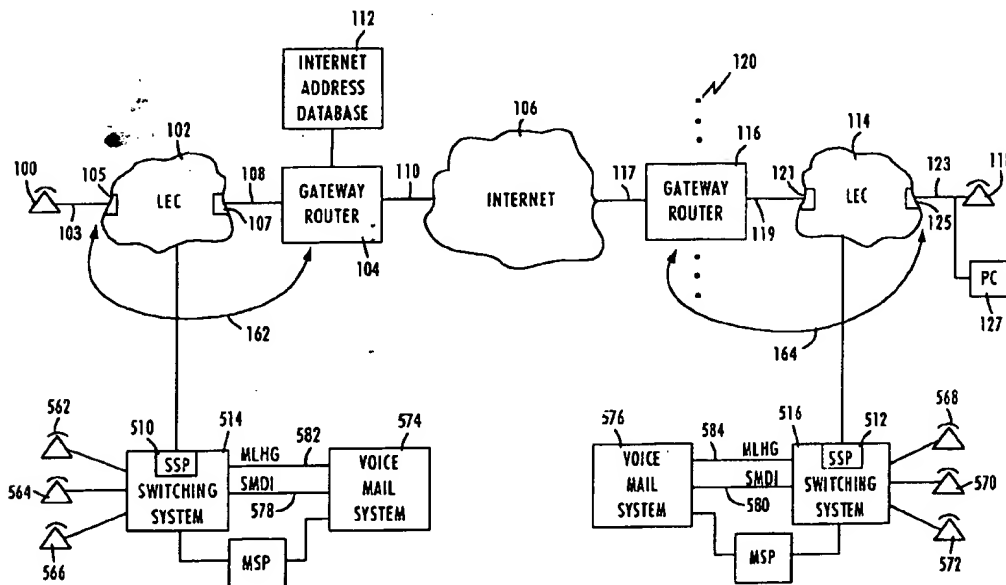 112
INTERNET
ADDRESS
DATABASE
120
106
102
116
114
100
105
108
110
117
121
123
LEC
GATEWAY
ROUTER
INTERNET
GATEWAY
ROUTER
LEC
103
107
104
119
125
PC
127
162
164
562
510
514
582
574
576
584
516
512
568
SSP
MLHG
VOICE
MAIL
SYSTEM
VOICE
MAIL
SYSTEM
MLHG
SSP
564
SWITCHING
SYSTEM
SMDI
578
SMDI
580
SWITCHING
SYSTEM
570
566
MSP
MSP
572